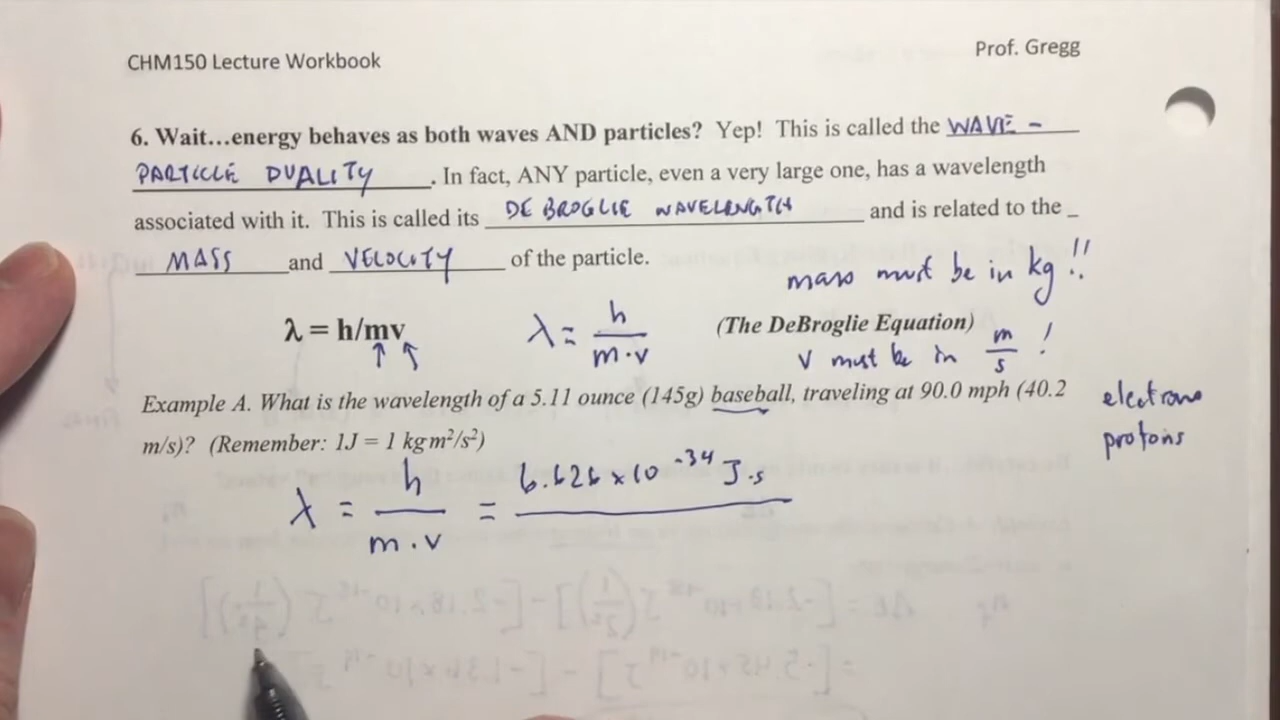 CHM150 Lecture Workbook
Prof. Gregg
6. Wait…energy behaves as both waves AND particles? Yep! This is called the WAVE -
PARTICLE DUALITY. In fact, ANY particle, even a very large one, has a wavelength
associated with it. This is called its DE BROGLIE WAVELENGTH and is related to the _
MASS and VELOCITY of the particle.
mass must be in kg !!
λ = h/mv
λ = h / m · v
(The DeBroglie Equation)
v must be in m/s !
Example A. What is the wavelength of a 5.11 ounce (145g) baseball, traveling at 90.0 mph (40.2
m/s)? (Remember: 1J = 1 kgm²/s²)
electrons
protons
λ = h / m · v = 6.626 × 10⁻³⁴ J·s